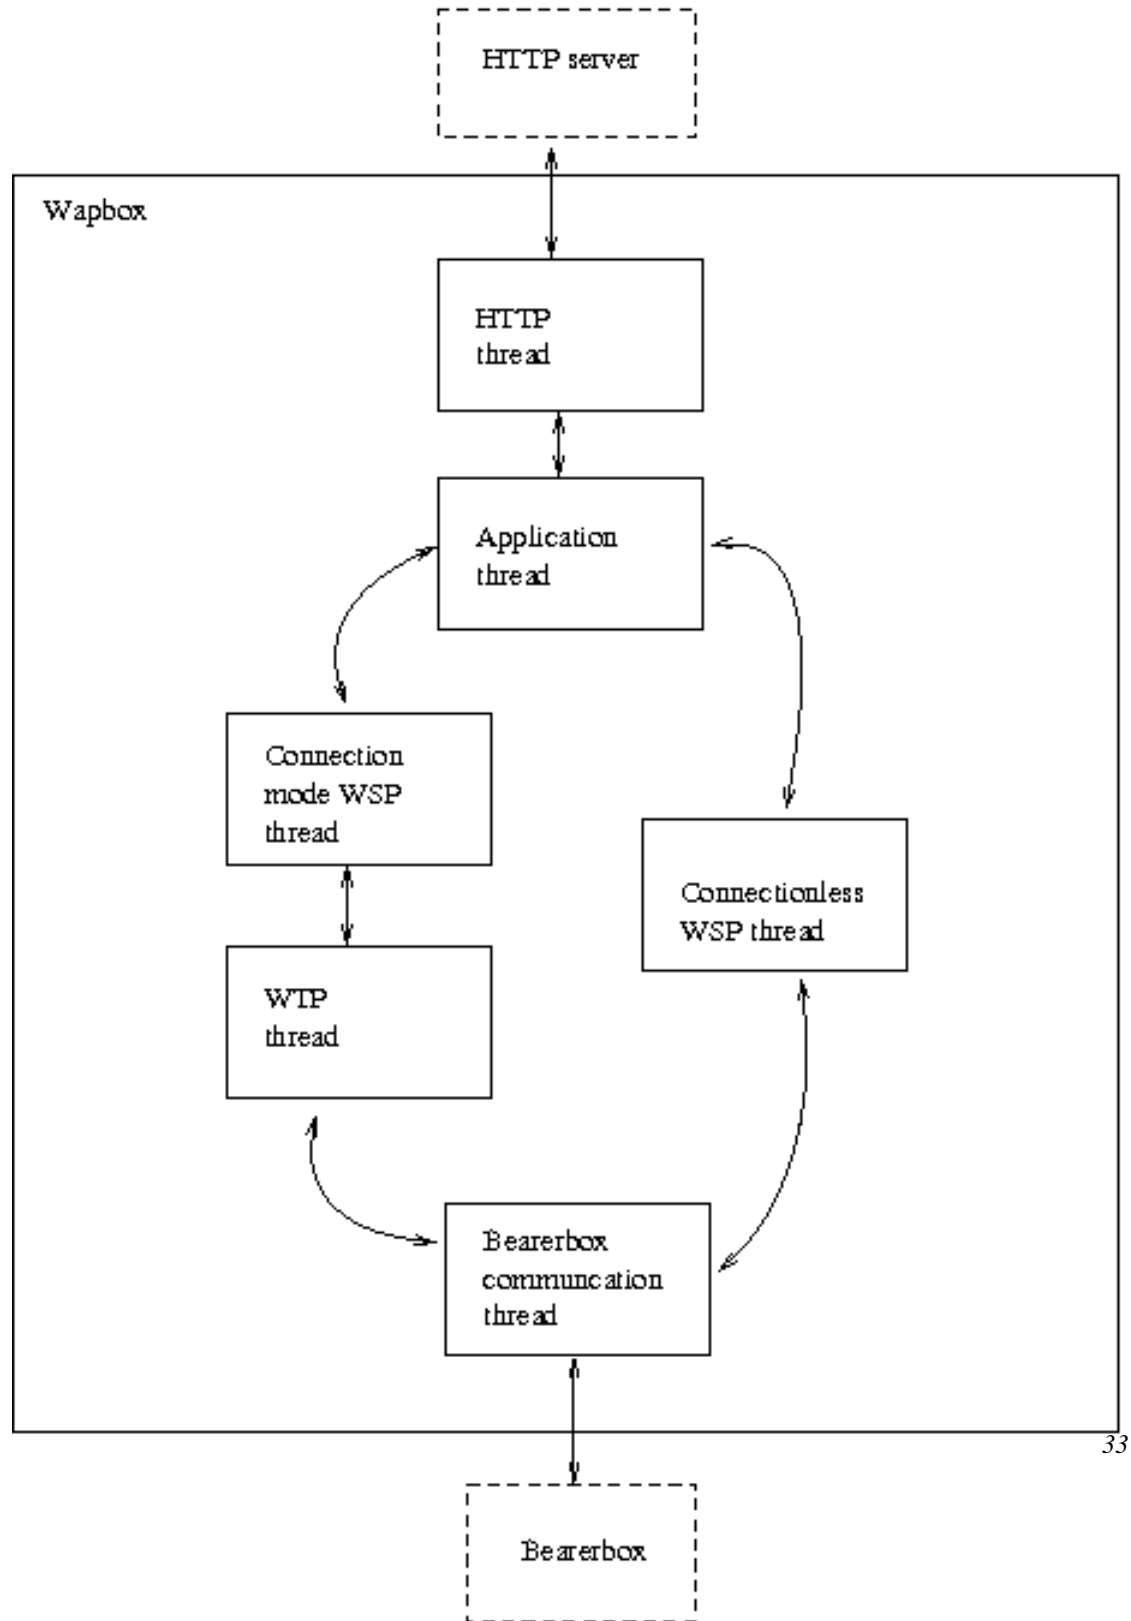 HTTP server
Wapbox
HTTP
thread
Application
thread
Connection
mode WSP
thread
Connectionless
WSP thread
WTP
thread
Bearerbox
communcation
thread
33
Bearerbox